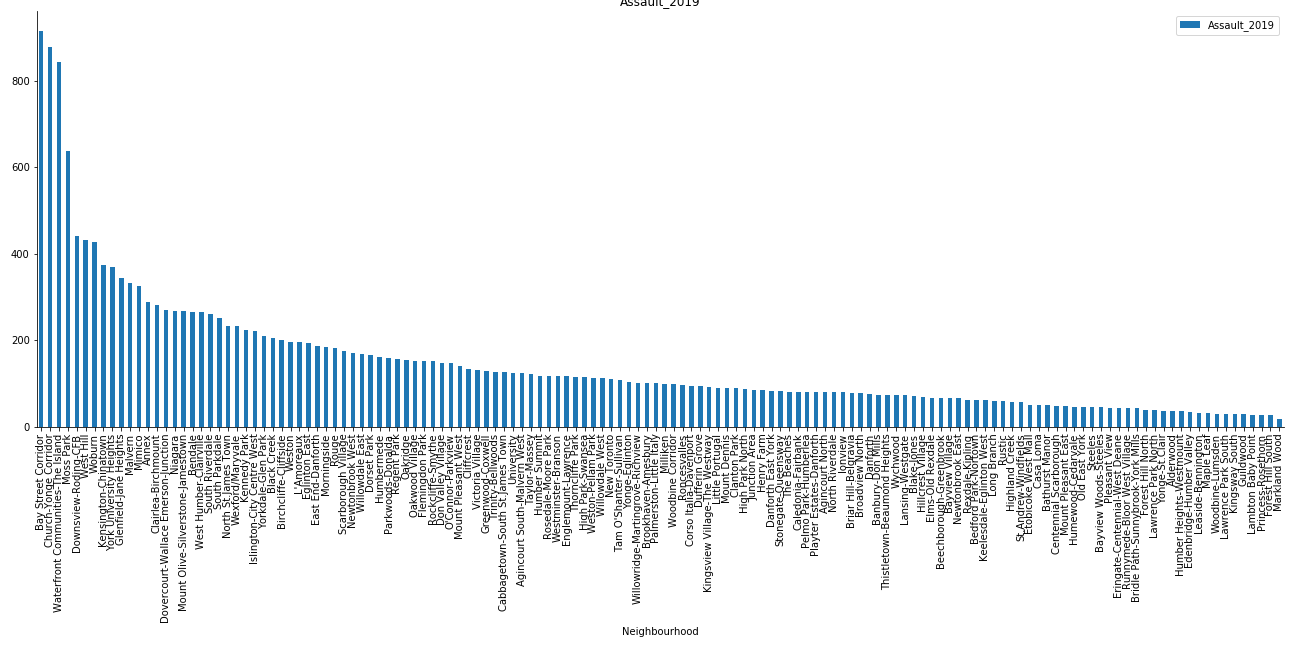 Assault_2019
Assault_2019
800
600
400
200
0
Bay Street Corridor
Church-Yonge Corridor
Waterfront Communities-The Island
Moss Park
Downsview-Roding-CFB
West Hill
Woburn
Kensington-Chinatown
York University Heights
Glenfield-Jane Heights
Malvern
Mimico
Annex
Clairlea-Birchmount
Dovercourt-Wallace Emerson-Junction
Niagara
Mount Olive-Silverstone-Jamestown
Bendale
West Humber-Clairville
South Riverdale
South Parkdale
North St.James Town
Wexford/Maryvale
Kennedy Park
Islington-City Centre West
Yorkdale-Glen Park
Black Creek
Birchcliffe-Cliffside
Weston
L'Amoreaux
Eglinton East
East End-Danforth
Morningside
Rouge
Scarborough Village
Newtonbrook West
Willowdale East
Dorset Park
Humbermede
Parkwoods-Donalda
Regent Park
Oakridge
Oakwood Village
Flemingdon Park
Rockcliffe-Smythe
Don Valley Village
Ionview
Mount Pleasant West
Cliffcrest
Victoria Village
Greenwood-Coxwell
Trinity-Bellwoods
Cabbagetown-South St.James Town
University
Agincourt South-Malvern West
Taylor-Massey
Humber Summit
Rosedale-Moore Park
Westminster-Branson
Englemount-Lawrence
Thorncliffe Park
High Park-Swansea
Weston-Pellam Park
Willowdale West
New Toronto
Tam O'Shanter-Sullivan
Yonge-Eglinton
Willowridge-Martingrove-Richview
Brookhaven-Amesbury
Palmerston-Little Italy
Milliken
Woodbine Corridor
Roncesvalles
Corso Italia-Davenport
Dufferin Grove
Kingsview Village-The Westway
Little Portugal
Mount Dennis
Clanton Park
High Park North
Junction Area
Henry Farm
Danforth East York
Stonegate-Queensway
The Beaches
Caledonia-Fairbank
Pelmo Park-Humberlea
Playter Estates-Danforth
Agincourt North
North Riverdale
Briar Hill-Belgravia
Broadview North
Danforth
Banbury-Don Mills
Thistletown-Beaumond Heights
Wychwood
Lansing-Westgate
Blake-Jones
Hillcrest Village
Elms-Old Rexdale
Beechborough-Greenbrook
Bayview Village
Newtonbrook East
Rexdale-Kipling
Bedford Park-Nortown
Keelesdale-Eglinton West
Long Branch
Rustic
Highland Creek
St.Andrew-Windfields
Etobicoke West Mall
Casa Loma
Bathurst Manor
Centennial Scarborough
Mount Pleasant East
Humewood-Cedarvale
Old East York
Steeles
Bayview Woods-Steeles
Pleasant View
Eringate-Centennial-West Deane
Runnymede-Bloor West Village
Bridle Path-Sunnybrook-York Mills
Forest Hill North
Lawrence Park North
Yonge-St.Clair
Alderwood
Humber Heights-Westmount
Edenbridge-Humber Valley
Leaside-Bennington
Maple Leaf
Woodbine-Lumsden
Lawrence Park South
Kingsway South
Guildwood
Lambton Baby Point
Princess-Rosethorn
Forest Hill South
Markland Wood
Neighbourhood